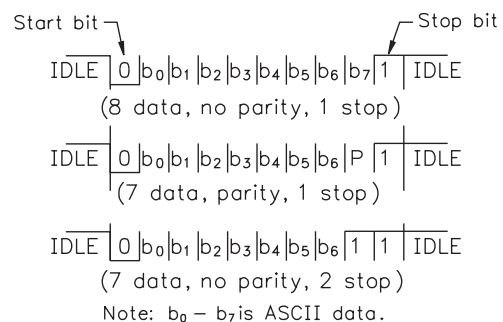 Start bit Stop bit
IDLE 0 b₀ b₁ b₂ b₃ b₄ b₅ b₆ b₇ 1 IDLE
(8 data, no parity, 1 stop)
IDLE 0 b₀ b₁ b₂ b₃ b₄ b₅ b₆ P 1 IDLE
(7 data, parity, 1 stop)
IDLE 0 b₀ b₁ b₂ b₃ b₄ b₅ b₆ 1 1 IDLE
(7 data, no parity, 2 stop)
Note: b₀ – b₇ is ASCII data.